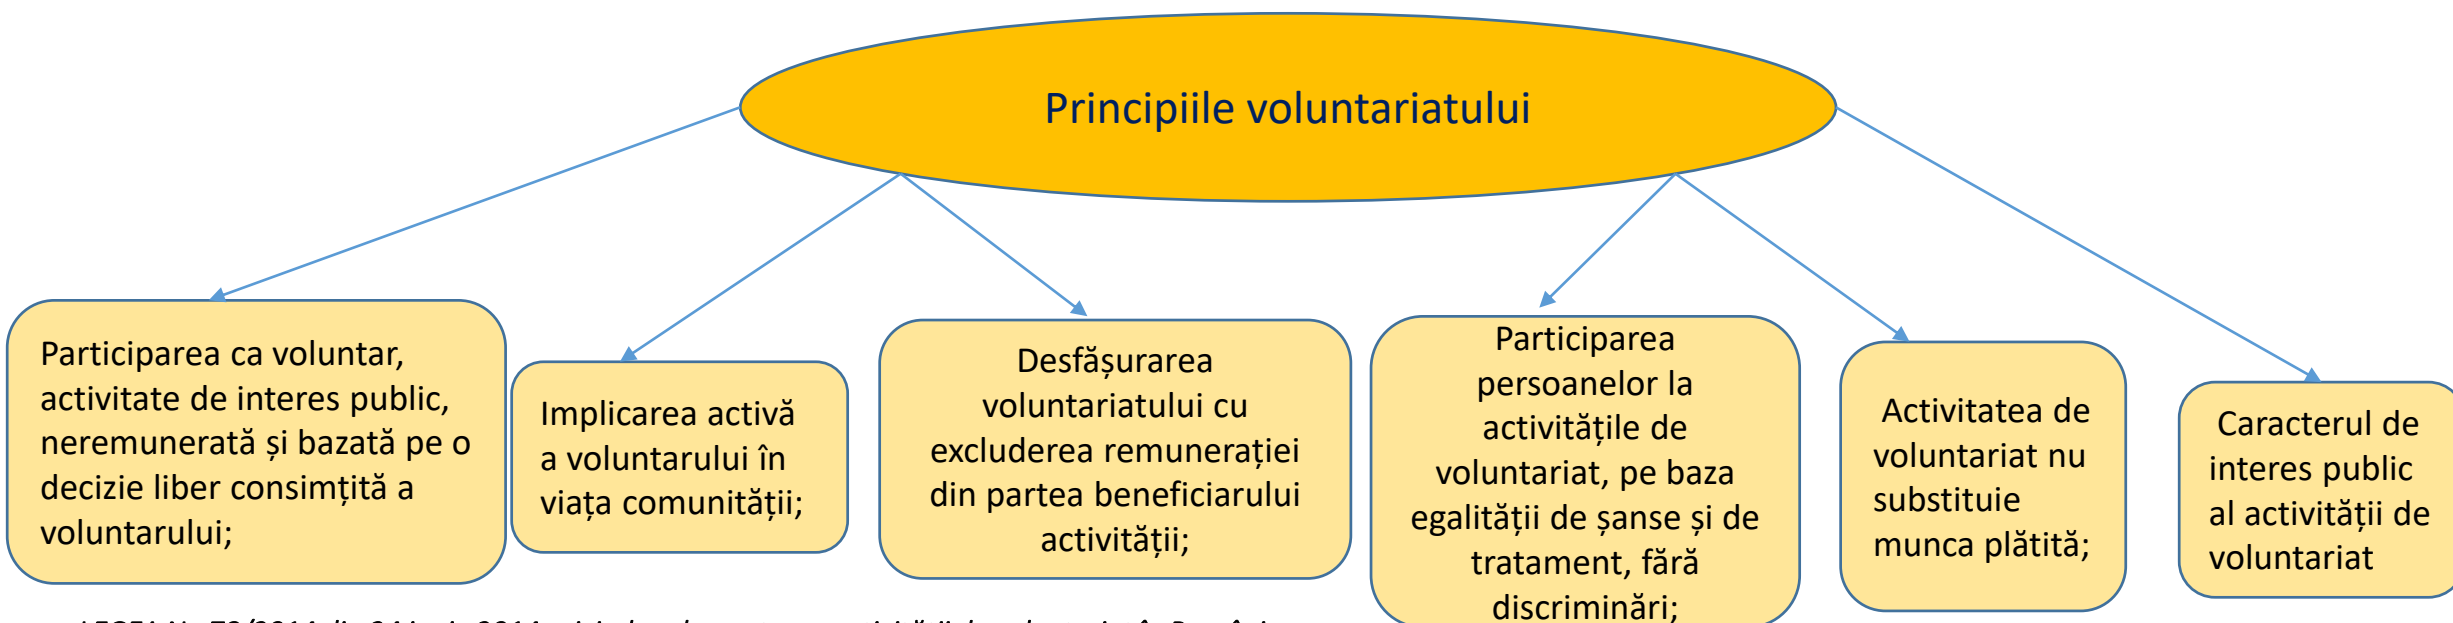 Principiile voluntariatului
Participarea ca voluntar,
activitate de interes public,
neremunerată și bazată pe o
decizie liber consimțită a
voluntarului;
Implicarea activă
a voluntarului în
viața comunității;
Desfășurarea
voluntariatului cu
excluderea remunerației
din partea beneficiarului
activității;
Participarea
persoanelor la
activitățile de
voluntariat, pe baza
egalității de șanse și de
tratament, fără
discriminări;
Activitatea de
voluntariat nu
substituie
munca plătită;
Caracterul de
interes public
al activității de
voluntariat